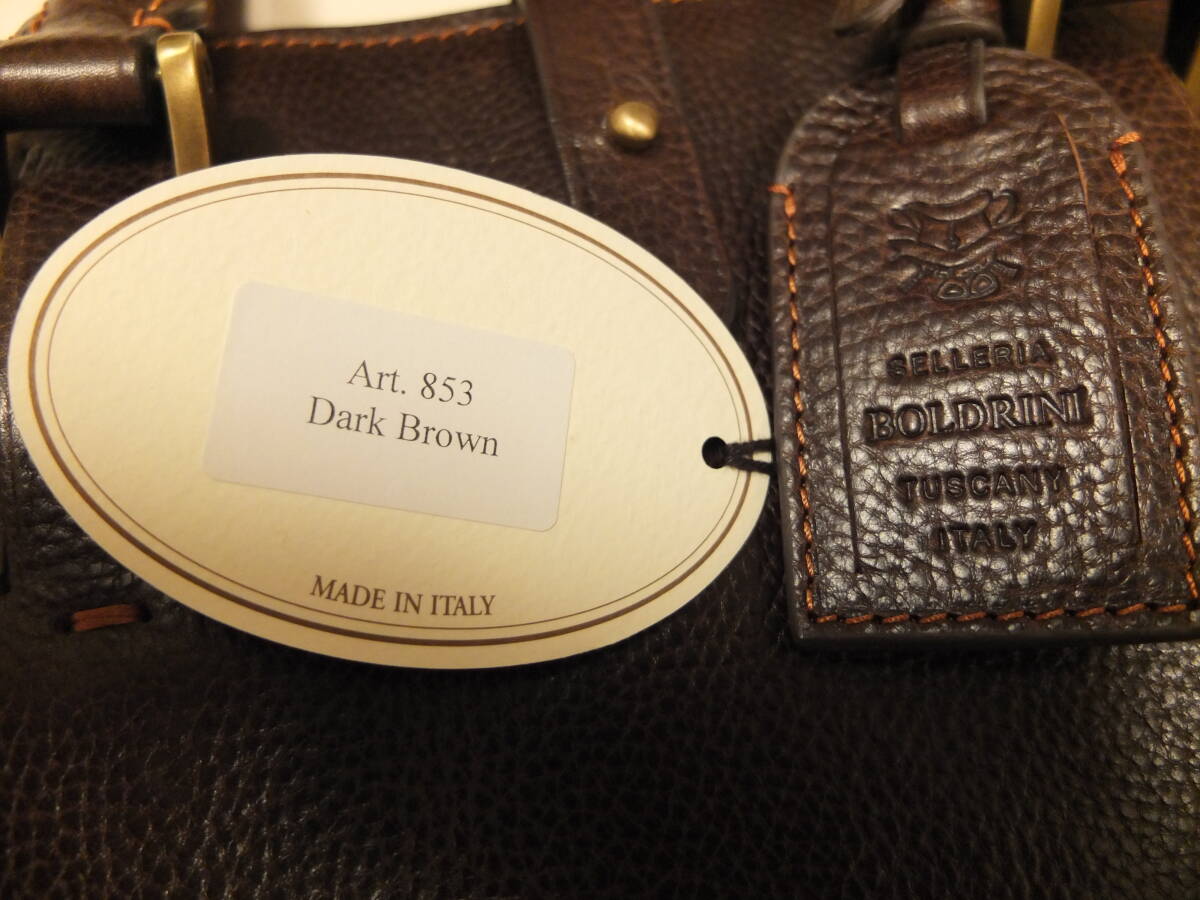 Art. 853
Dark Brown
MADE IN ITALY
SELLERIA
BOLDRINI
TUSCANY
ITALY